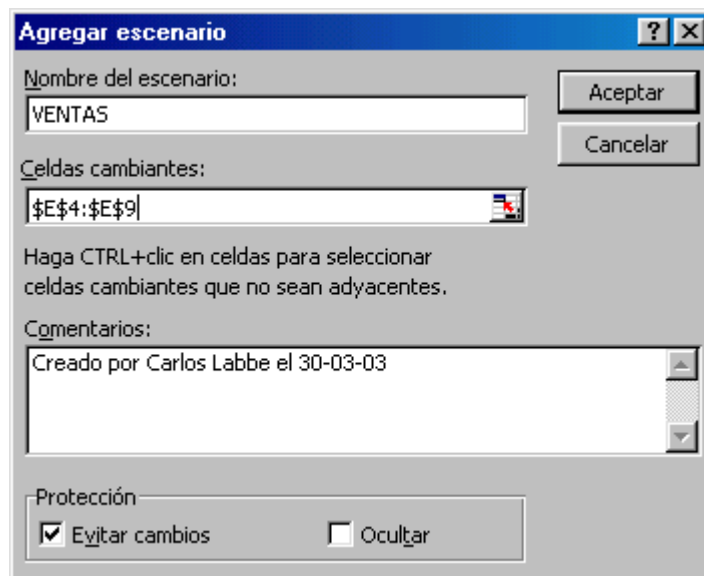 Agregar escenario
Nombre del escenario:
VENTAS
Aceptar
Cancelar
Celdas cambiantes:
$E$4:$E$9
Haga CTRL+clic en celdas para seleccionar
celdas cambiantes que no sean adyacentes.
Comentarios:
Creado por Carlos Labbe el 30-03-03
Protección
Evitar cambios
Ocultar